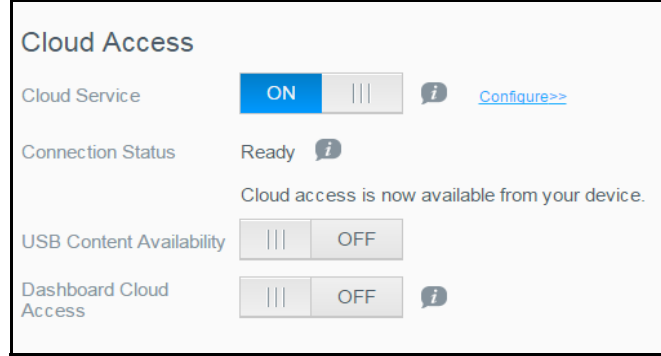 Cloud Access
Cloud Service ON Configure>>
Connection Status Ready
Cloud access is now available from your device.
USB Content Availability OFF
Dashboard Cloud
Access OFF